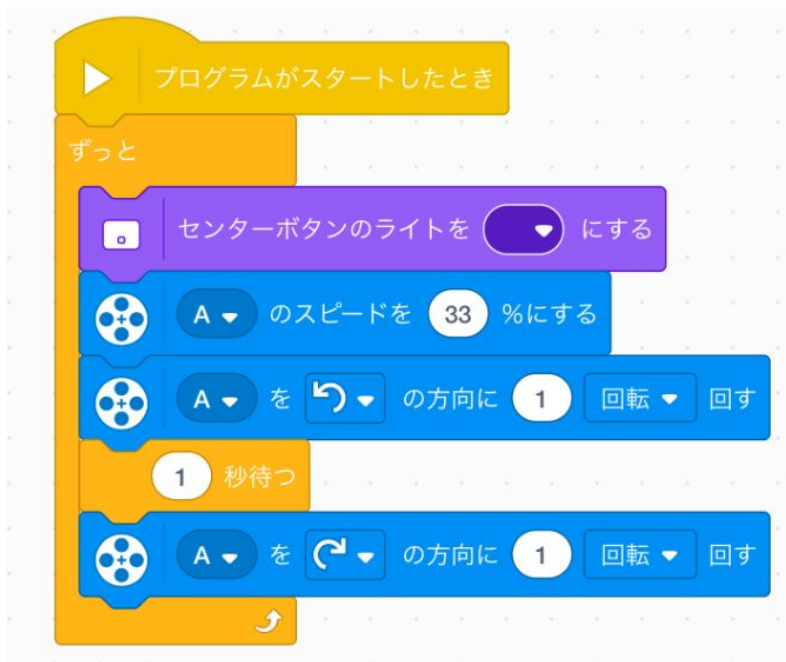 プログラムがスタートしたとき
ずっと
センターボタンのライトを にする
A のスピードを 33 %にする
A を の方向に 1 回転 回す
1 秒待つ
A を の方向に 1 回転 回す